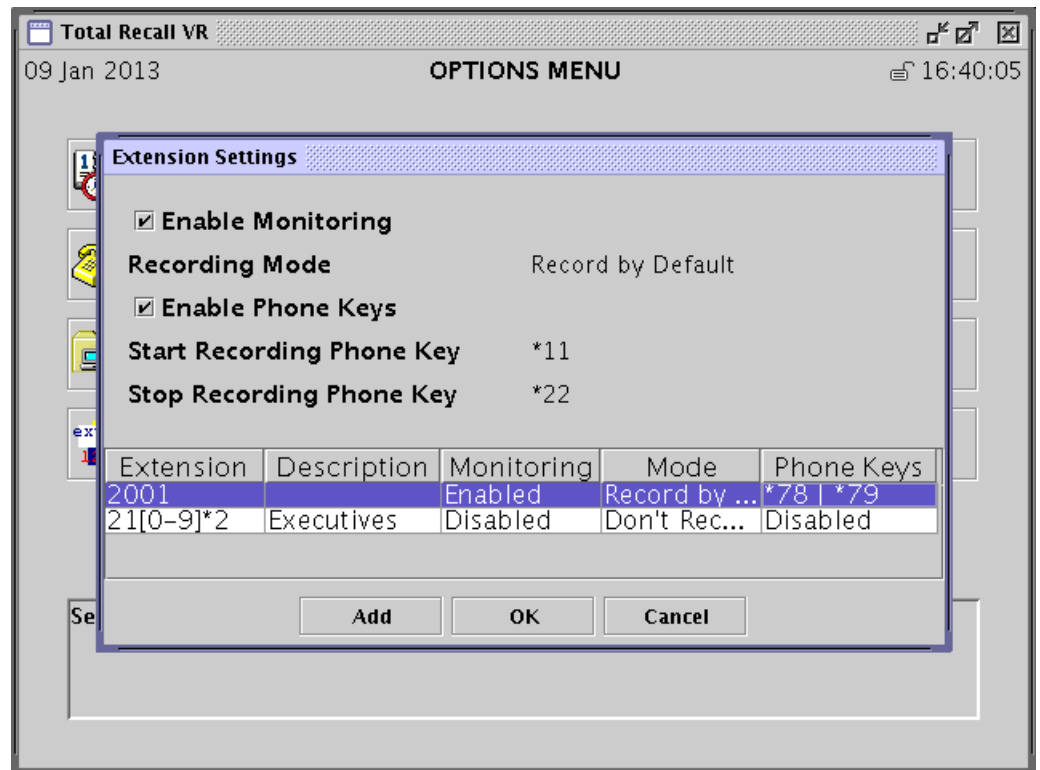 Total Recall VR
09 Jan 2013 OPTIONS MENU 16:40:05
Extension Settings
Enable Monitoring
Recording Mode Record by Default
Enable Phone Keys
Start Recording Phone Key *11
Stop Recording Phone Key *22
Extension Description Monitoring Mode Phone Keys
2001 Enabled Record by ... *78 | *79
21[0-9]*2 Executives Disabled Don't Rec... Disabled
Se
Add OK Cancel